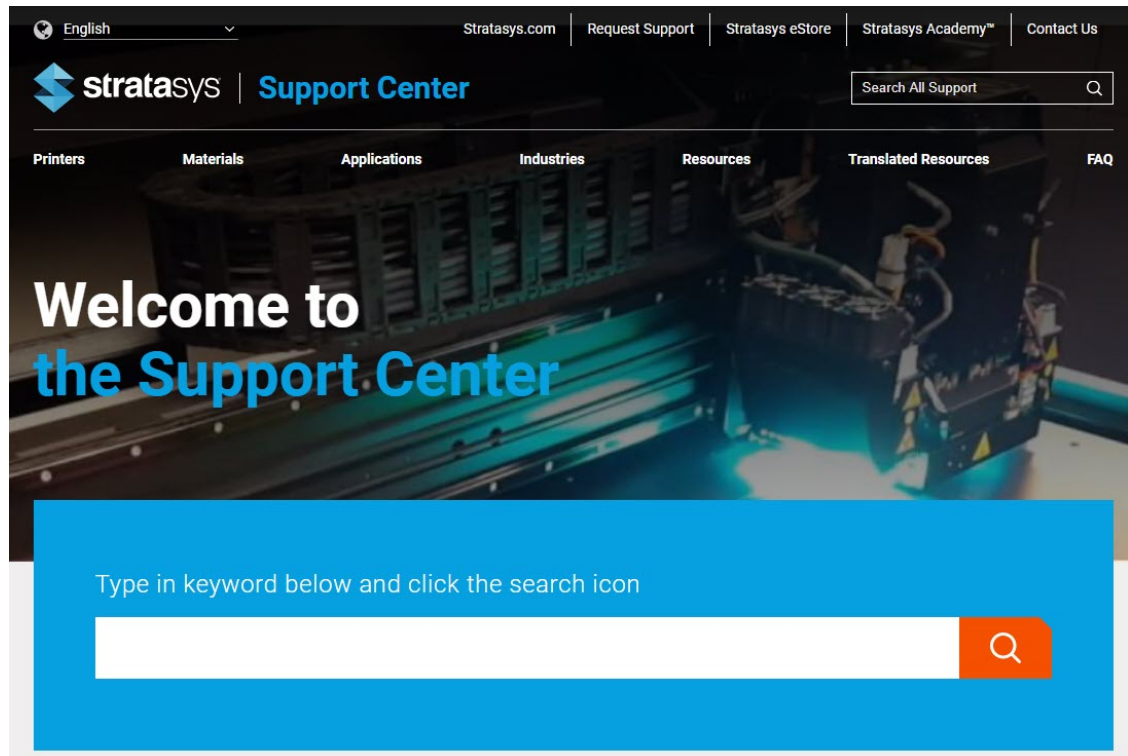 English
Stratasys.com
Request Support
Stratasys eStore
Stratasys Academy™
Contact Us
stratasys | Support Center
Search All Support
Printers
Materials
Applications
Industries
Resources
Translated Resources
FAQ
Welcome to
the Support Center
Type in keyword below and click the search icon